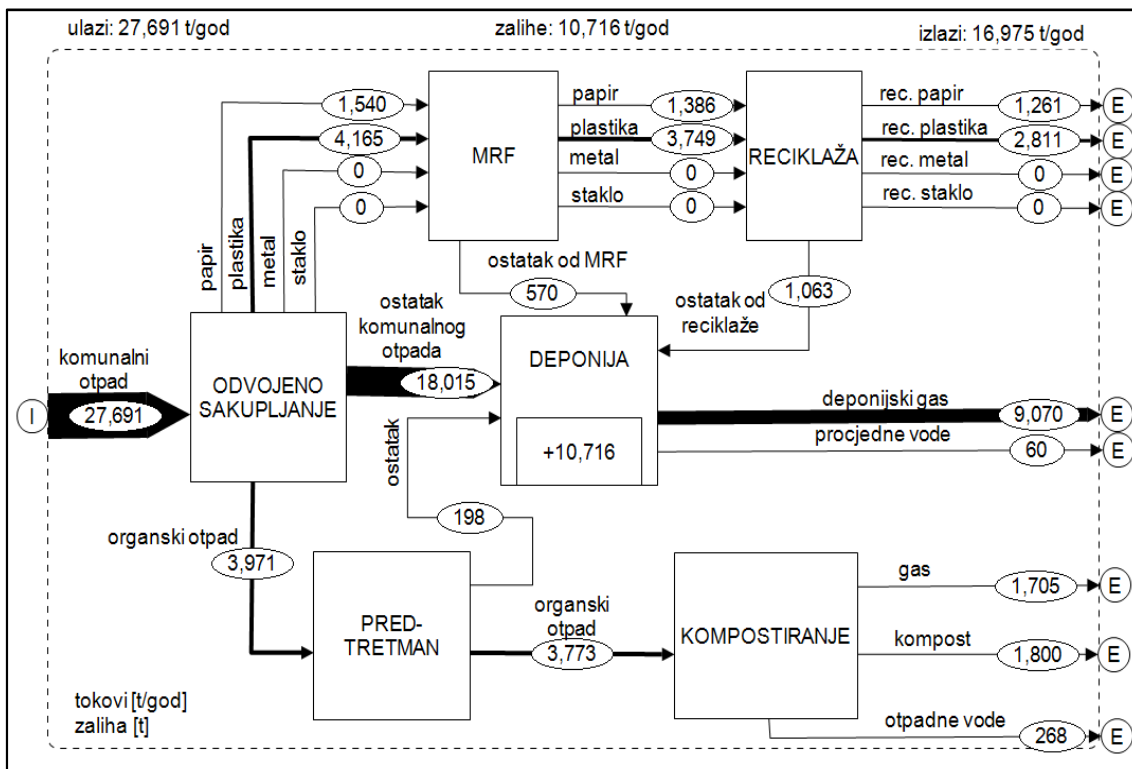 ulazi: 27,691 t/god
zalihe: 10,716 t/god
izlazi: 16,975 t/god
papir
1,386
rec. papir
1,261
E
1,540
plastika
3,749
rec. plastika
2,811
E
4,165
MRF
RECIKLAŽA
metal
0
rec. metal
0
E
0
staklo
0
rec. staklo
0
E
0
papir
plastika
metal
staklo
ostatak od MRF
570
ostatak od
reciklaže
1,063
ostatak
komunalnog
otpada
18,015
komunalni
otpad
I
27,691
ODVOJENO
SAKUPLJANJE
DEPONIJA
+10,716
deponijski gas
9,070
E
procjedne vode
60
E
ostatak
198
organski otpad
3,971
PRED-
TRETMAN
organski
otpad
3,773
KOMPOSTIRANJE
gas
1,705
E
kompost
1,800
E
otpadne vode
268
E
tokovi [t/god]
zaliha [t]